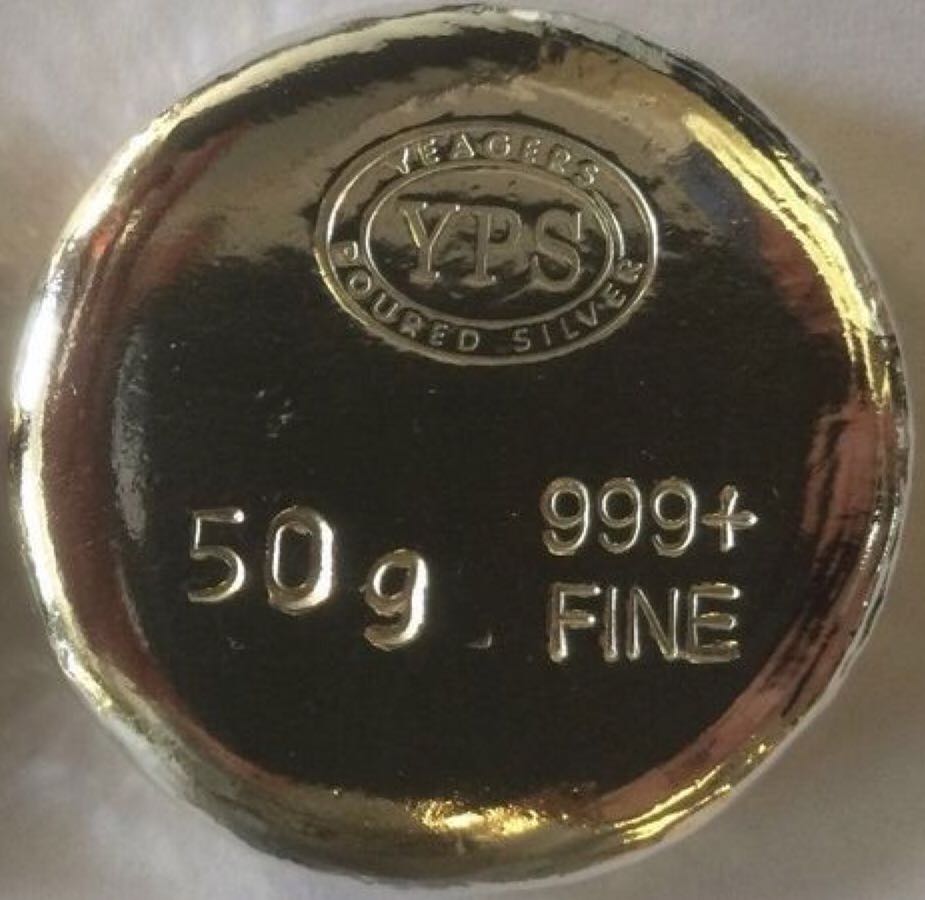 YEAGERS
YPS
POURED SILVER
50g
999+
FINE